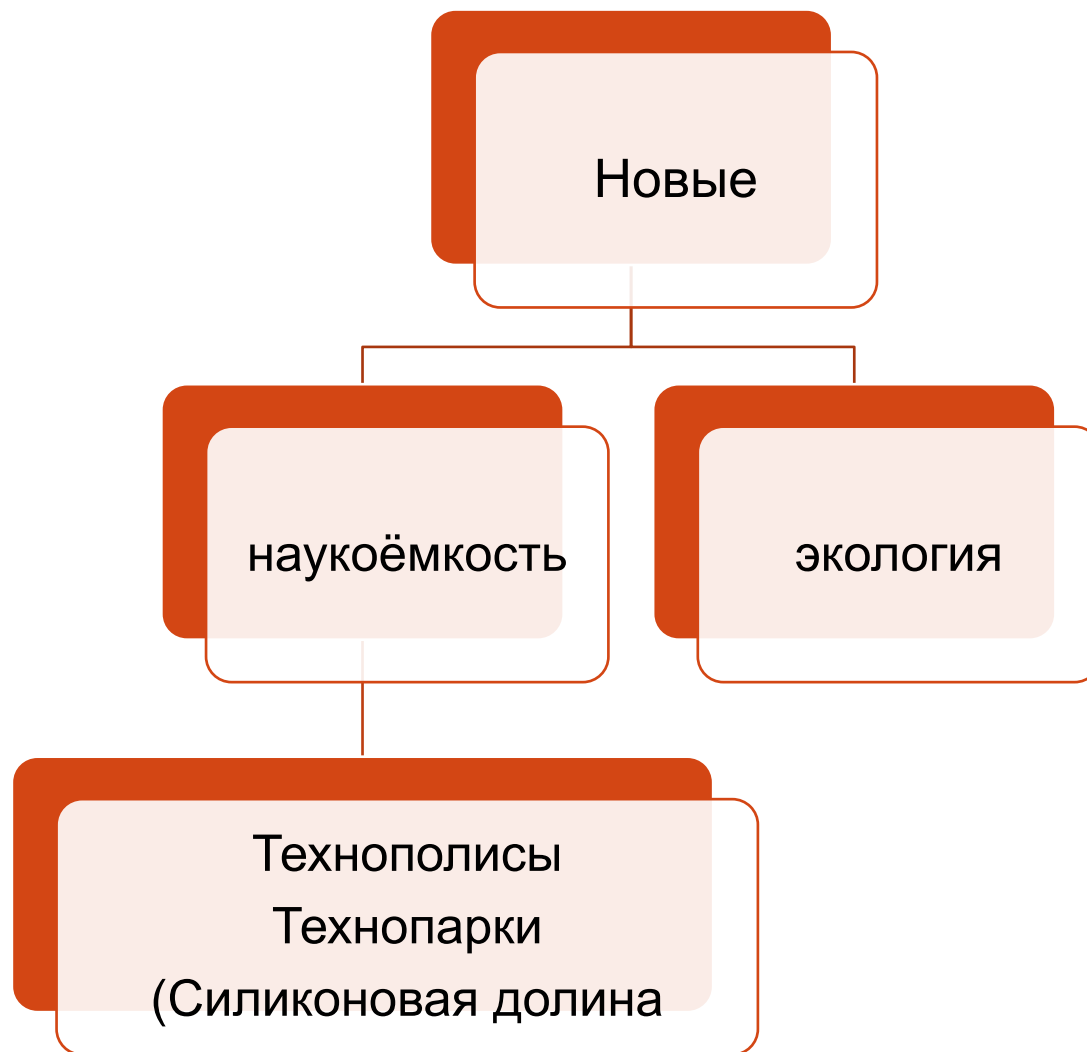 Новые
наукоёмкость
экология
Технополисы
Технопарки
(Силиконовая долина